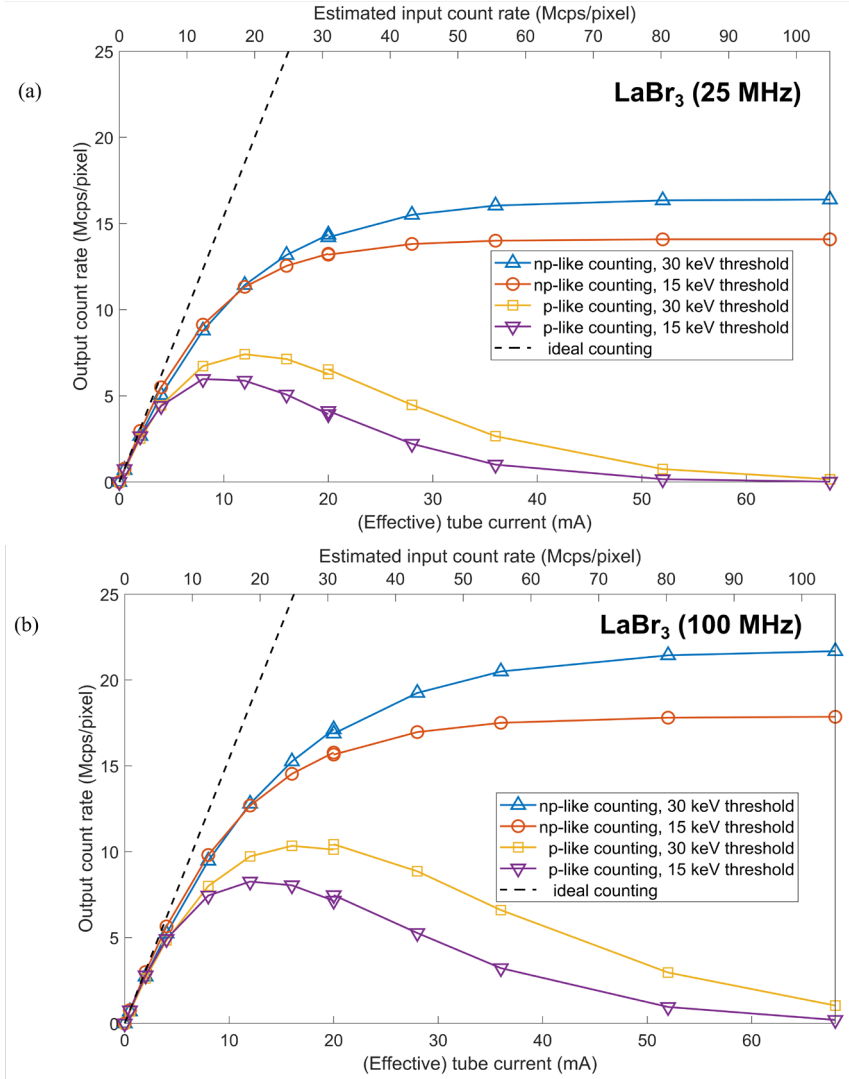 Estimated input count rate (Mcps/pixel)
0 10 20 30 40 50 60 70 80 90 100
(a)
LaBr3 (25 MHz)
Output count rate (Mcps/pixel)
25
20
15
10
5
0
np-like counting, 30 keV threshold
np-like counting, 15 keV threshold
p-like counting, 30 keV threshold
p-like counting, 15 keV threshold
ideal counting
0 10 20 30 40 50 60
(Effective) tube current (mA)
Estimated input count rate (Mcps/pixel)
0 10 20 30 40 50 60 70 80 90 100
(b)
LaBr3 (100 MHz)
Output count rate (Mcps/pixel)
25
20
15
10
5
0
np-like counting, 30 keV threshold
np-like counting, 15 keV threshold
p-like counting, 30 keV threshold
p-like counting, 15 keV threshold
ideal counting
0 10 20 30 40 50 60
(Effective) tube current (mA)